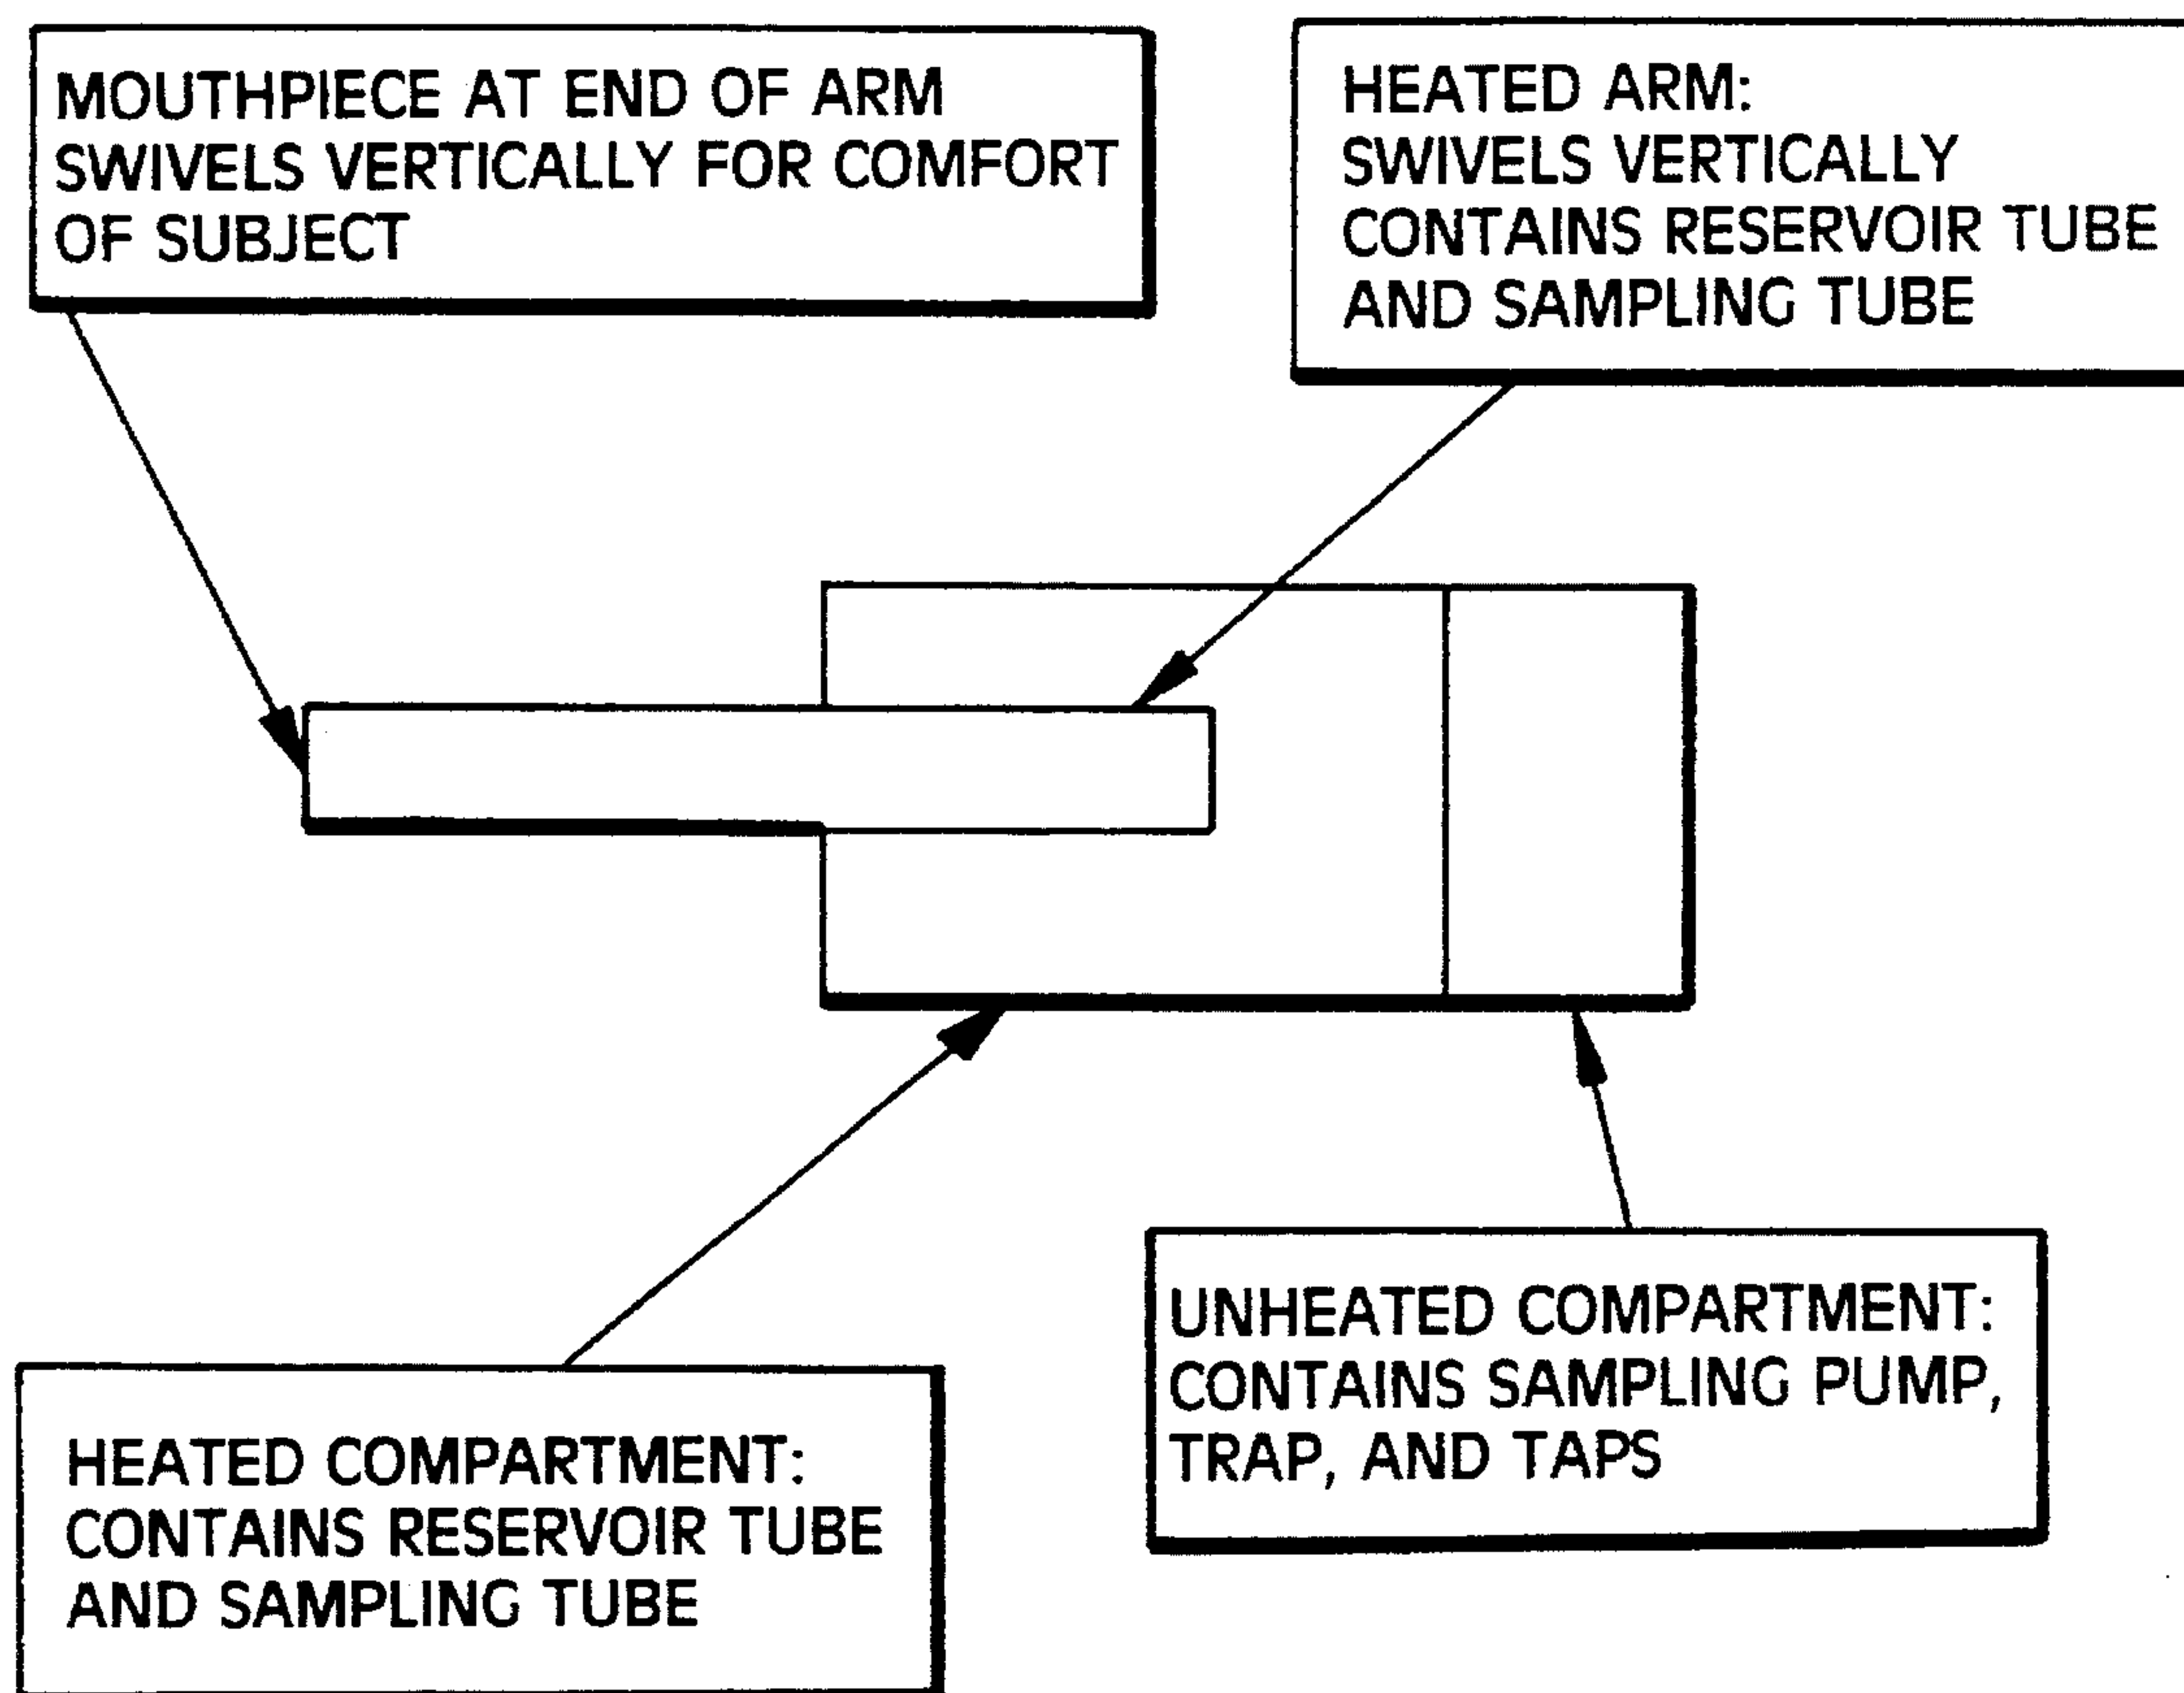 MOUTHPIECE AT END OF ARM
SWIVELS VERTICALLY FOR COMFORT
OF SUBJECT
HEATED ARM:
SWIVELS VERTICALLY
CONTAINS RESERVOIR TUBE
AND SAMPLING TUBE
HEATED COMPARTMENT:
CONTAINS RESERVOIR TUBE
AND SAMPLING TUBE
UNHEATED COMPARTMENT:
CONTAINS SAMPLING PUMP,
TRAP, AND TAPS